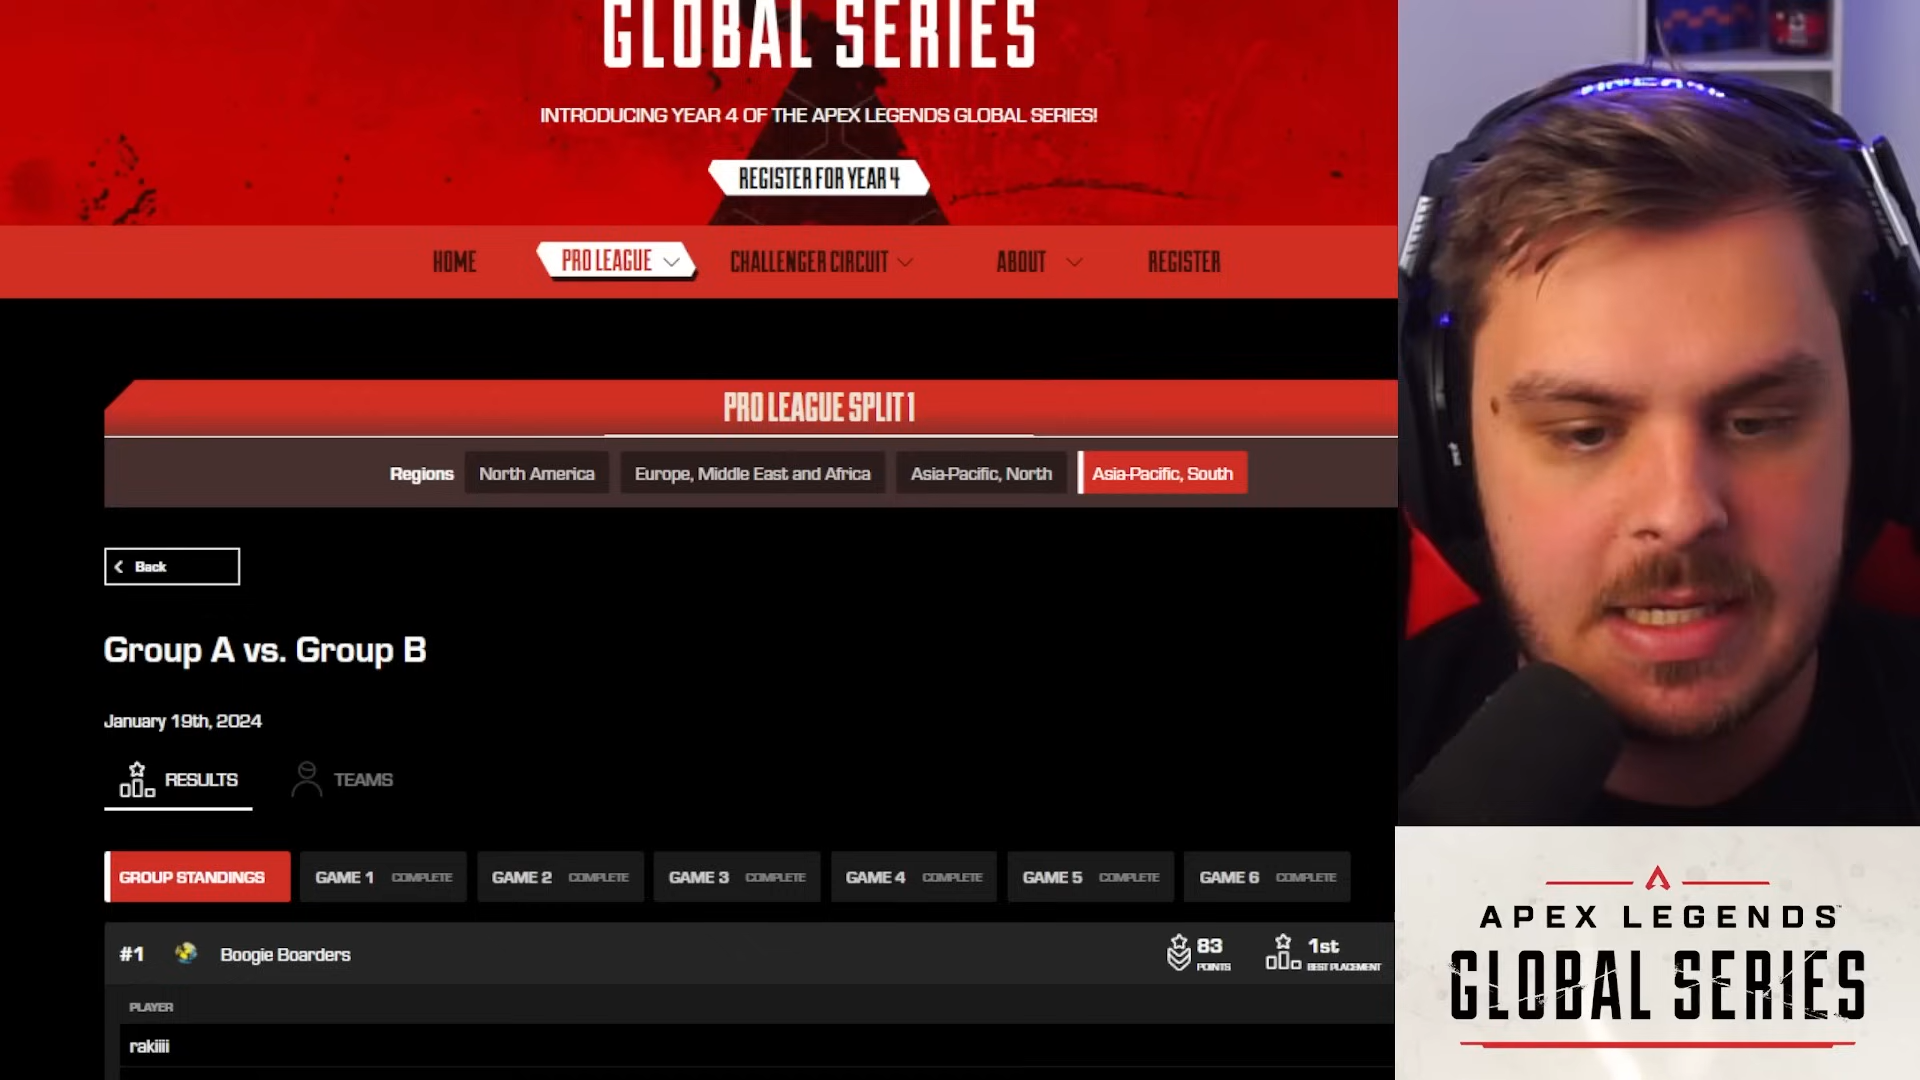 GLOBAL SERIES
INTRODUCING YEAR 4 OF THE APEX LEGENDS GLOBAL SERIES!
REGISTER FOR YEAR 4
HOME PRO LEAGUE CHALLENGER CIRCUIT ABOUT REGISTER
PRO LEAGUE SPLIT 1
Regions North America Europe, Middle East and Africa Asia-Pacific, North Asia-Pacific, South
Back
Group A vs. Group B
January 19th, 2024
RESULTS TEAMS
GROUP STANDINGS GAME 1 COMPLETE GAME 2 COMPLETE GAME 3 COMPLETE GAME 4 COMPLETE GAME 5 COMPLETE GAME 6 COMPLETE
#1 Boogie Boarders 83 POINTS 1st BEST PLACEMENT
PLAYER
rakiiii
APEX LEGENDS™
GLOBAL SERIES